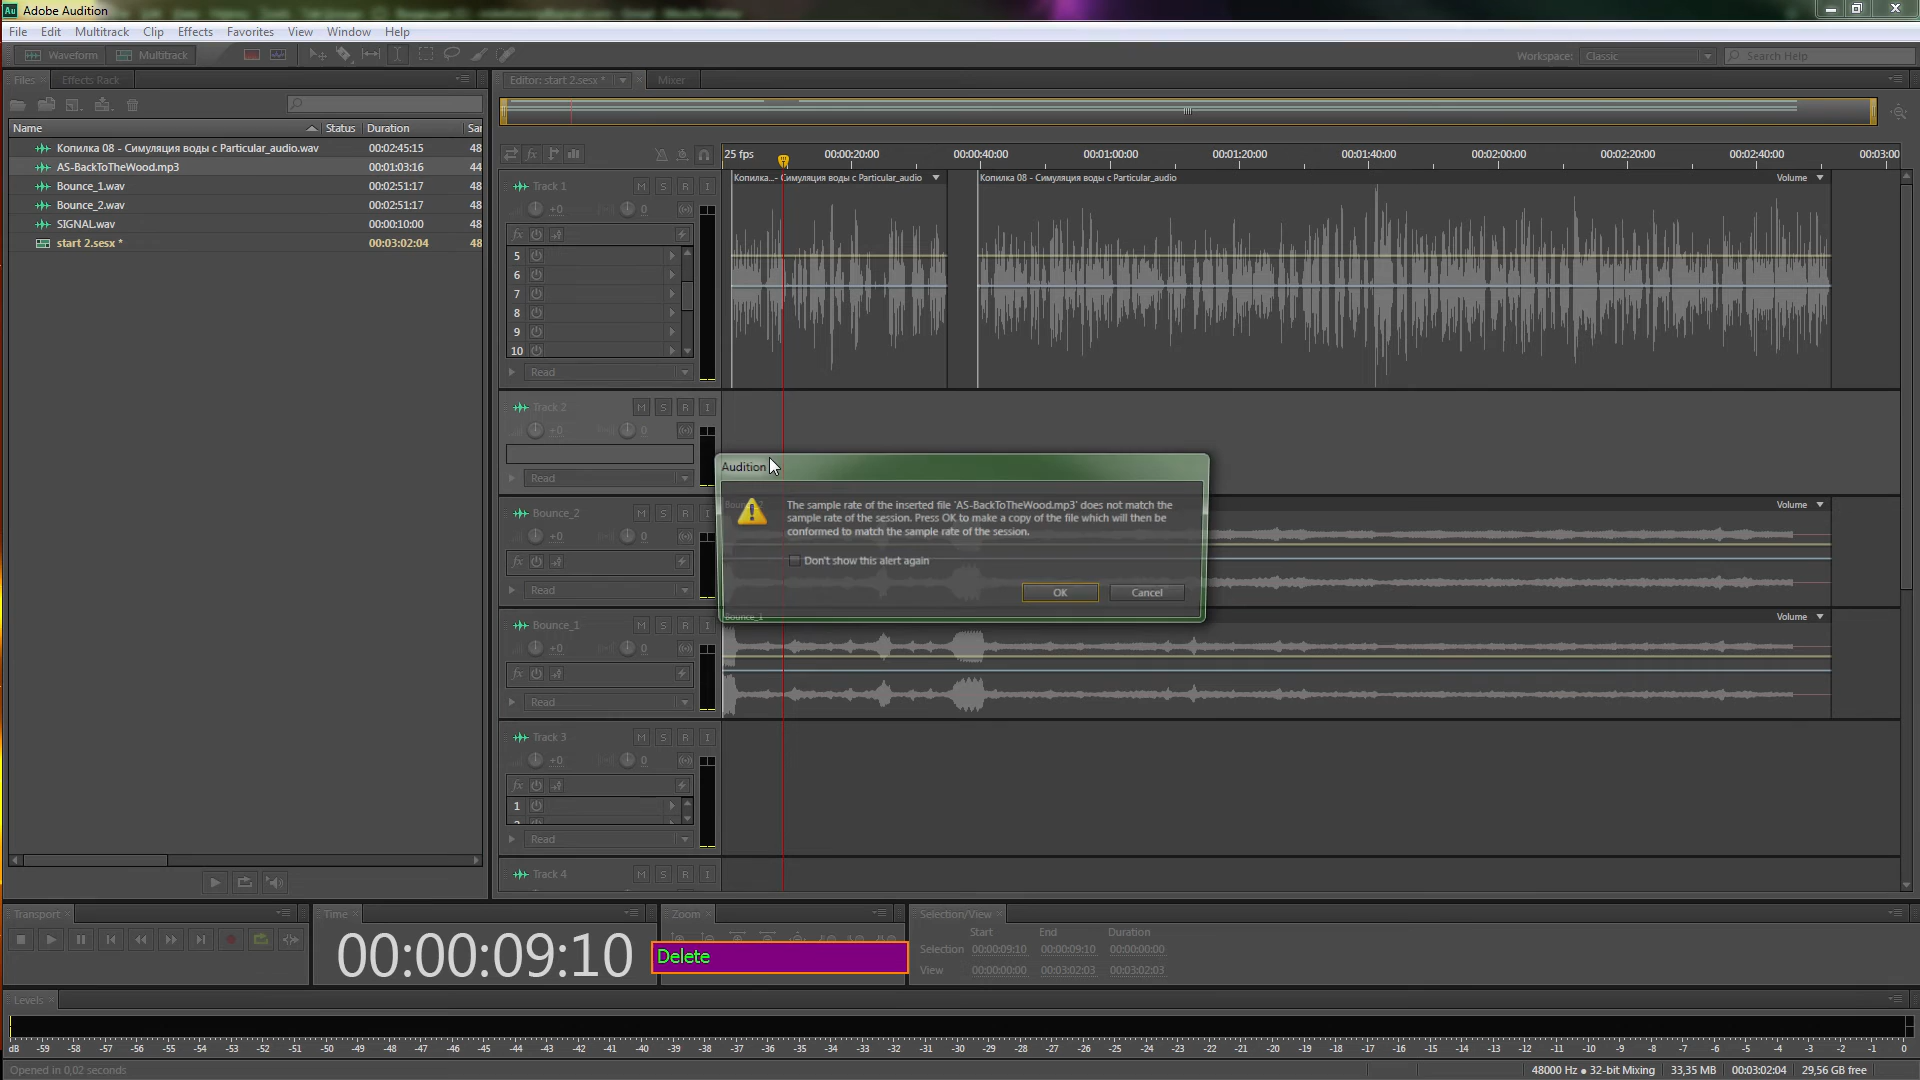 Adobe Audition
File Edit Multitrack Clip Effects Favorites View Window Help
Waveform Multitrack Workspace: Classic Search Help
Files Effects Rack
Editor: start 2.sesx * Mixer
Name Status Duration Sar
Копилка 08 - Симуляция воды с Particular_audio.wav 00:02:45:15 48
AS-BackToTheWood.mp3 00:01:03:16 44
Bounce_1.wav 00:02:51:17 48
Bounce_2.wav 00:02:51:17 48
SIGNAL.wav 00:00:10:00 48
start 2.sesx * 00:03:02:04 48
25 fps 00:00:20:00 00:00:40:00 00:01:00:00 00:01:20:00 00:01:40:00 00:02:00:00 00:02:20:00 00:02:40:00 00:03:00
Копилка...- Симуляция воды с Particular_audio
Копилка 08 - Симуляция воды с Particular_audio Volume
Track 1 M S R I
+0 0
fx
5
6
7
8
9
10
Read
Track 2 M S R I
+0 0
Read
Bounce_2 M S R I
+0 0
fx
Read
Volume
Audition
The sample rate of the inserted file 'AS-BackToTheWood.mp3' does not match the
sample rate of the session. Press OK to make a copy of the file which will then be
conformed to match the sample rate of the session.
Don't show this alert again
OK Cancel
Bounce_1 Volume
Bounce_1 M S R I
+0 0
fx
Read
Track 3 M S R I
+0 0
fx
1
Read
Track 4 M S R I
Transport Time Zoom Selection/View
00:00:09:10
Delete
Start End Duration
Selection 00:00:09:10 00:00:09:10 00:00:00:00
View 00:00:00:00 00:03:02:03 00:03:02:03
Levels
dB -59 -58 -57 -56 -55 -54 -53 -52 -51 -50 -49 -48 -47 -46 -45 -44 -43 -42 -41 -40 -39 -38 -37 -36 -35 -34 -33 -32 -31 -30 -29 -28 -27 -26 -25 -24 -23 -22 -21 -20 -19 -18 -17 -16 -15 -14 -13 -12 -11 -10 -9 -8 -7 -6 -5 -4 -3 -2 -1 0
Opened in 0,02 seconds
48000 Hz ● 32-bit Mixing 33,35 MB 00:03:02:04 29,56 GB free